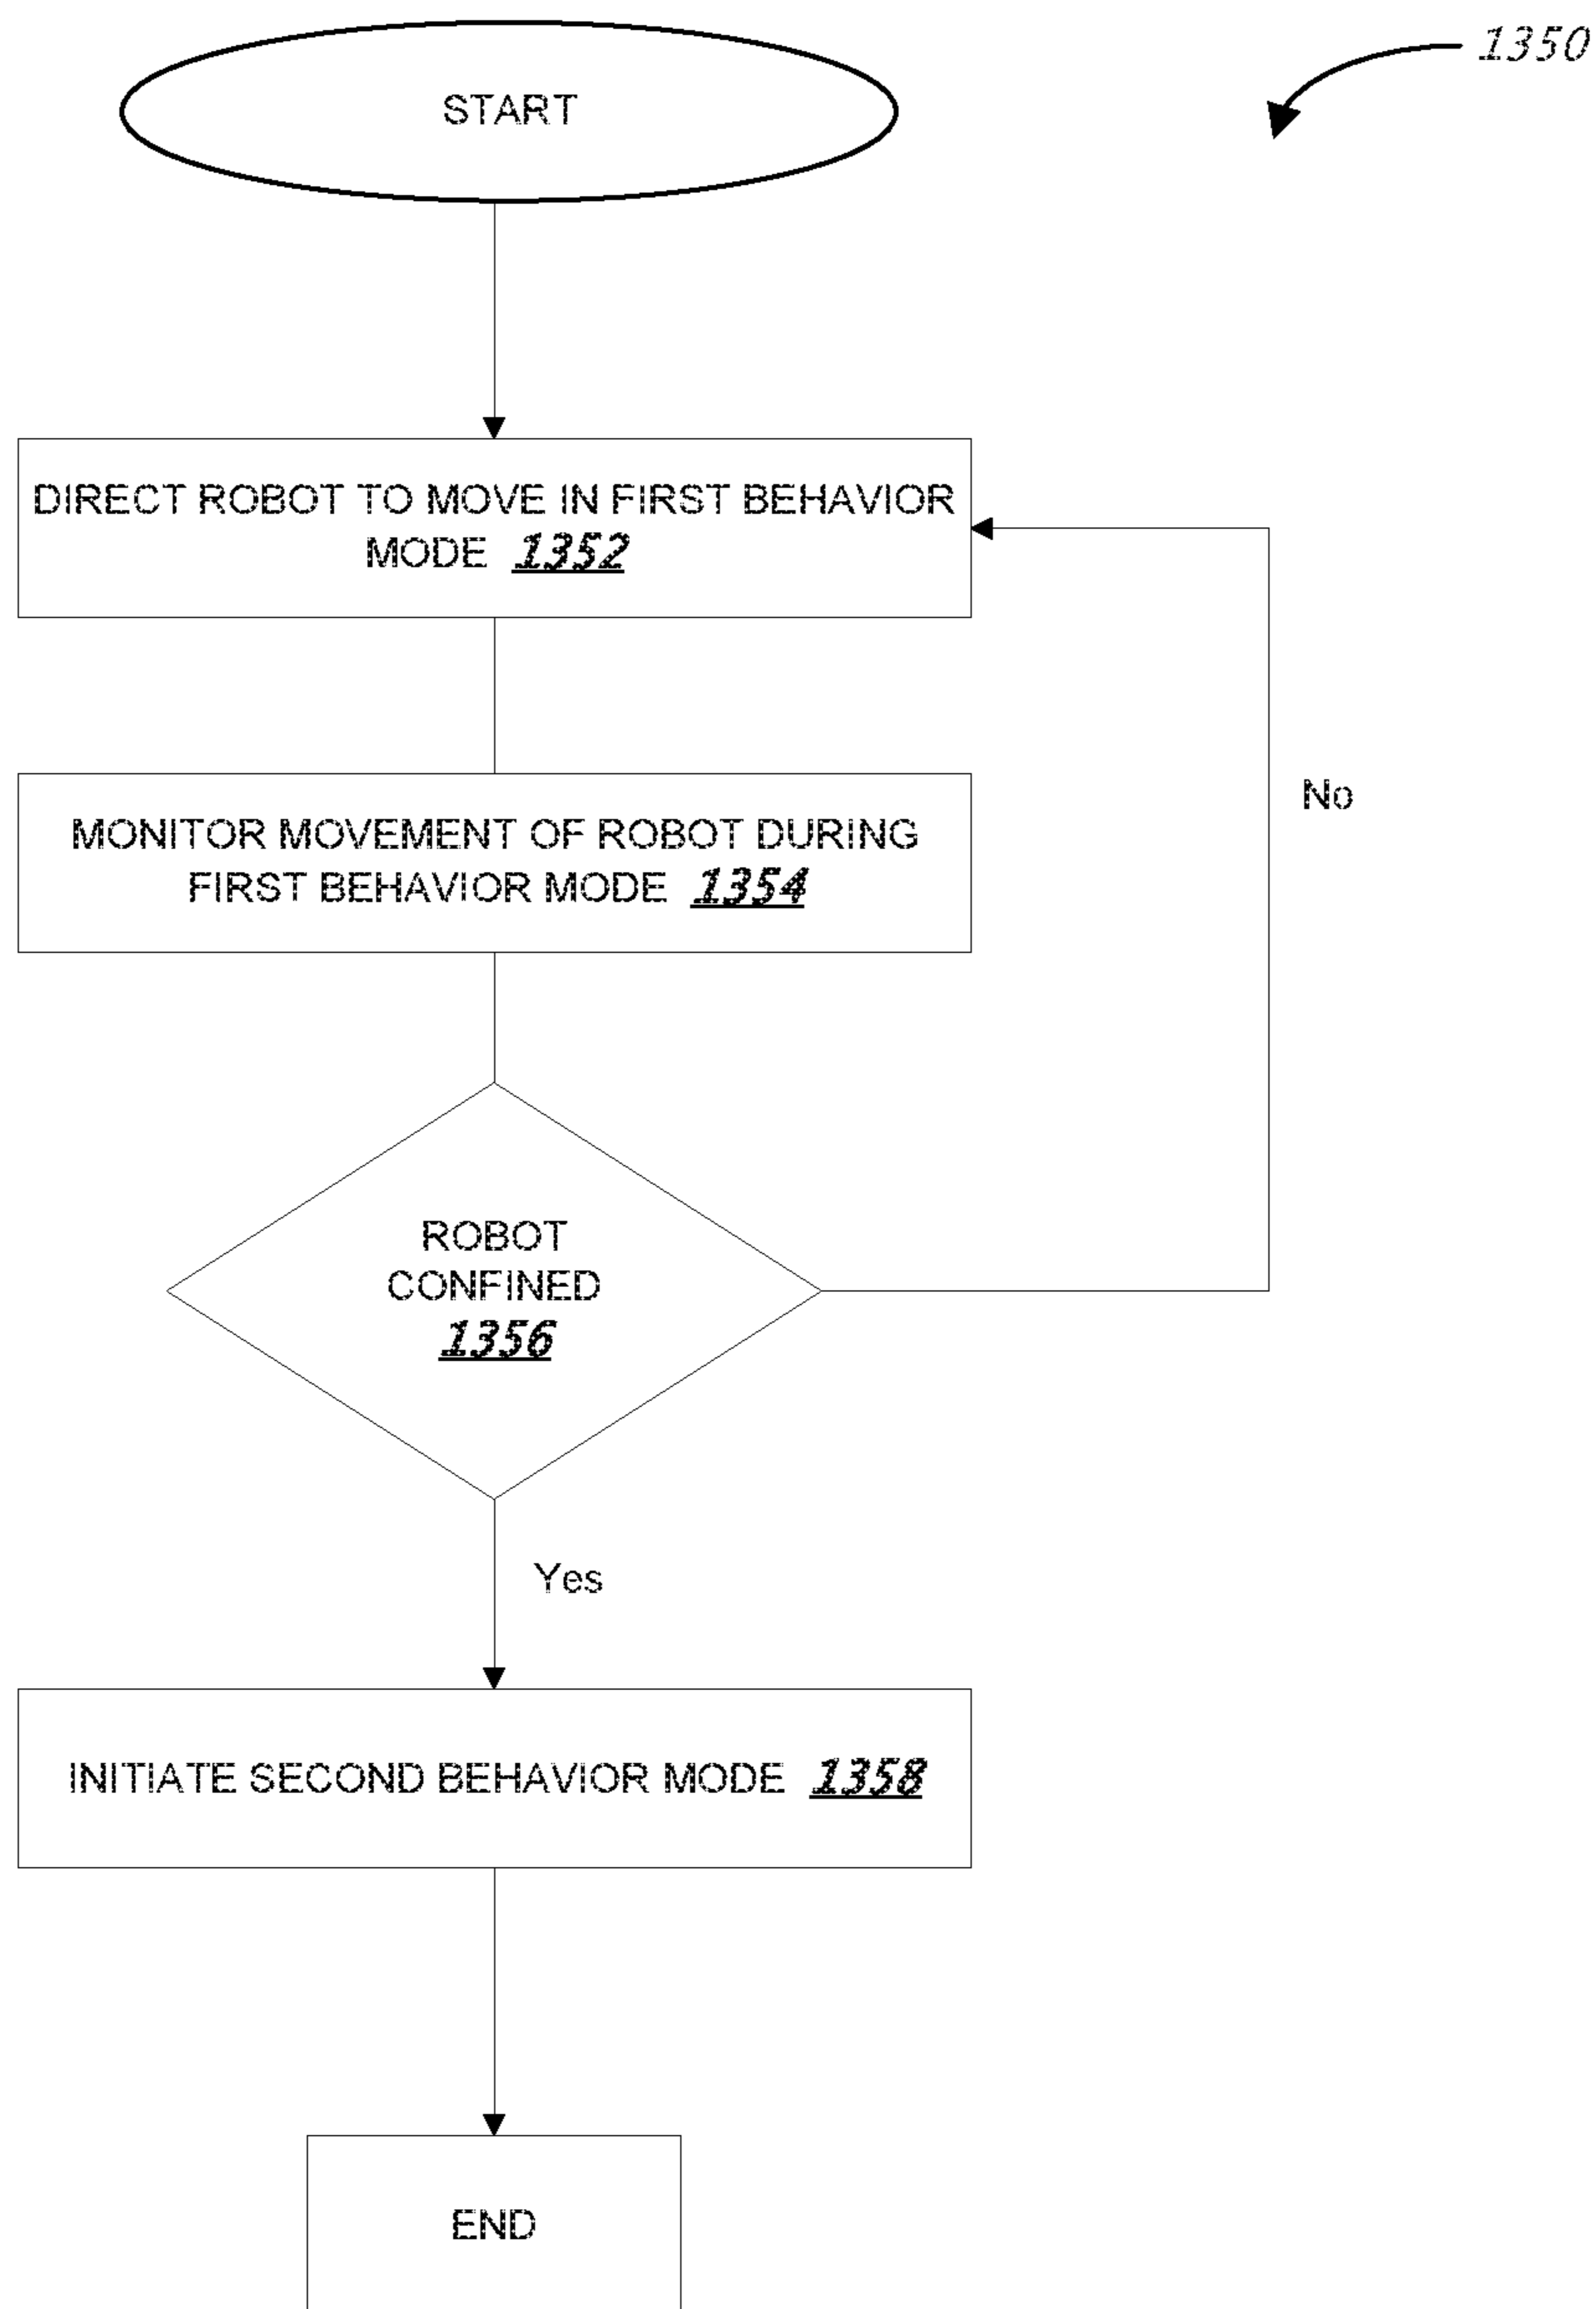 START
1350
DIRECT ROBOT TO MOVE IN FIRST BEHAVIOR
MODE 1352
MONITOR MOVEMENT OF ROBOT DURING
FIRST BEHAVIOR MODE 1354
No
ROBOT
CONFINED
1356
Yes
INITIATE SECOND BEHAVIOR MODE 1358
END